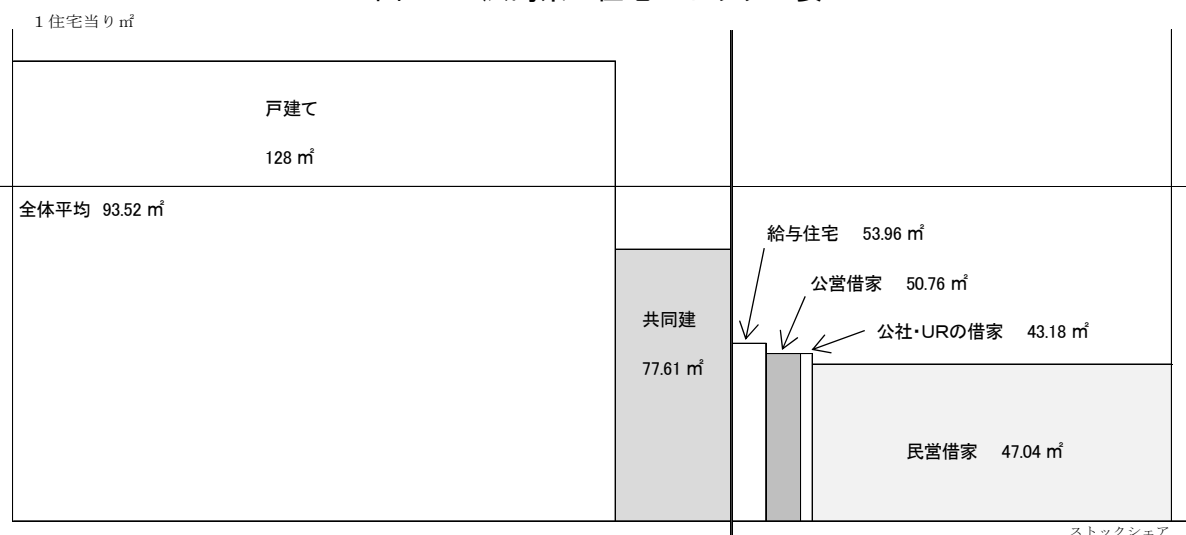 1住宅当り㎡
戸建て
128 ㎡
全体平均 93.52 ㎡
給与住宅 53.96 ㎡
公営借家 50.76 ㎡
共同建
77.61 ㎡
公社・URの借家 43.18 ㎡
民営借家 47.04 ㎡
ストックシェア